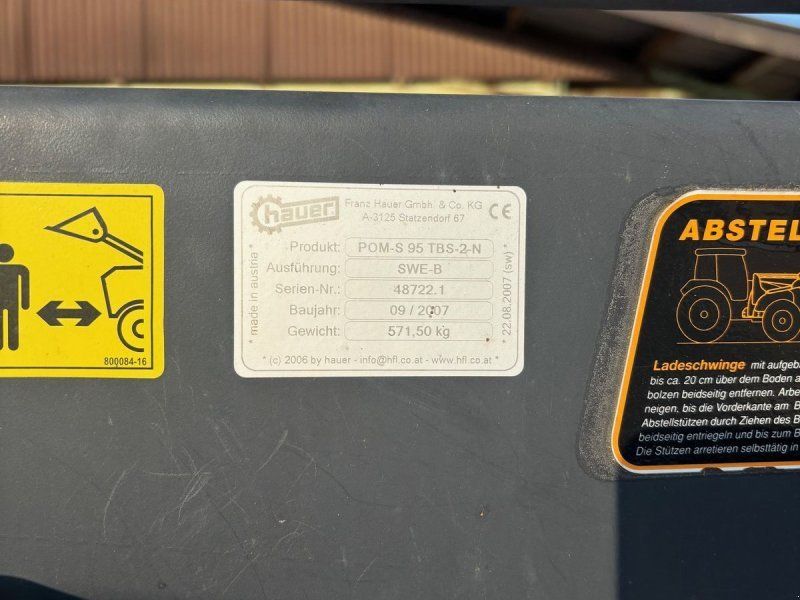 800084-16
hauer
Franz Hauer Gmbh. & Co. KG
A-3125 Statzendorf 67
CE
Produkt: POM-S 95 TBS-2-N
Ausführung: SWE-B
Serien-Nr.: 48722.1
Baujahr: 09 / 2007
Gewicht: 571,50 kg
* made in austria *
22.08.2007 (sw) *
* (c) 2006 by hauer - info@hfl.co.at - www.hfl.co.at *
ABSTEL
Ladeschwinge mit aufgeb
bis ca. 20 cm über dem Boden a
bolzen beidseitig entfernen. Arbe
neigen, bis die Vorderkante am B
Abstellstützen durch Ziehen des B
beidseitig entriegeln und bis zum B
Die Stützen arretieren selbsttätig in